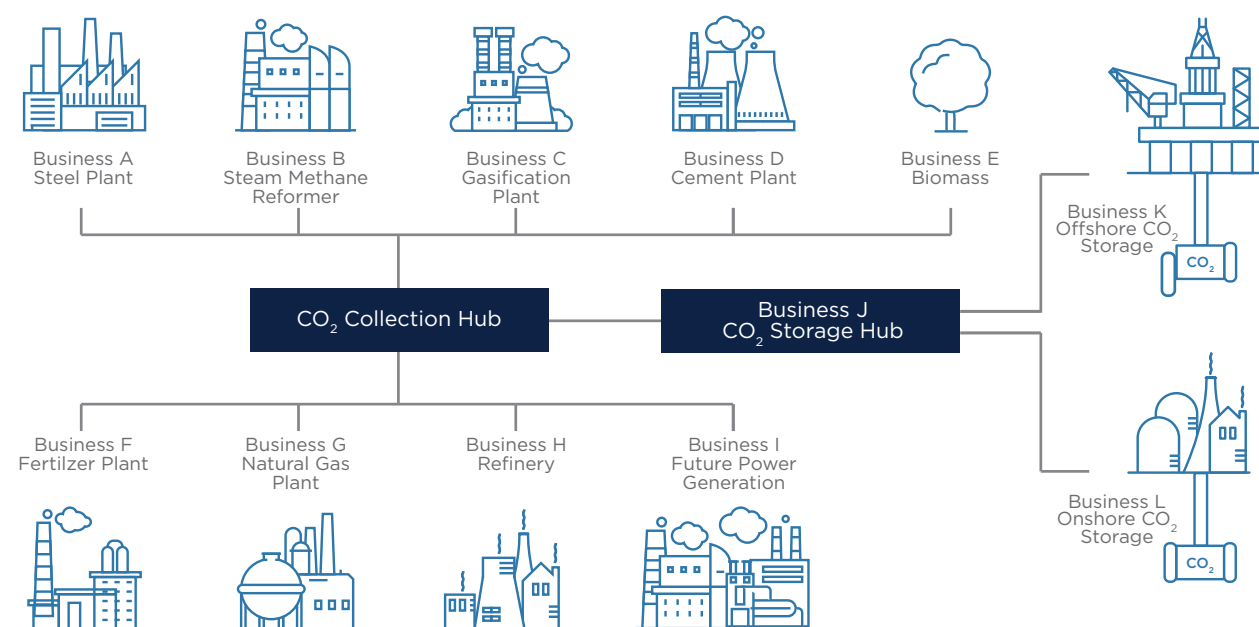 Business A
Steel Plant
Business B
Steam Methane
Reformer
Business C
Gasification
Plant
Business D
Cement Plant
Business E
Biomass
Business K
Offshore CO₂
Storage
CO₂
CO₂ Collection Hub
Business J
CO₂ Storage Hub
Business F
Fertilzer Plant
Business G
Natural Gas
Plant
Business H
Refinery
Business I
Future Power
Generation
Business L
Onshore CO₂
Storage
CO₂